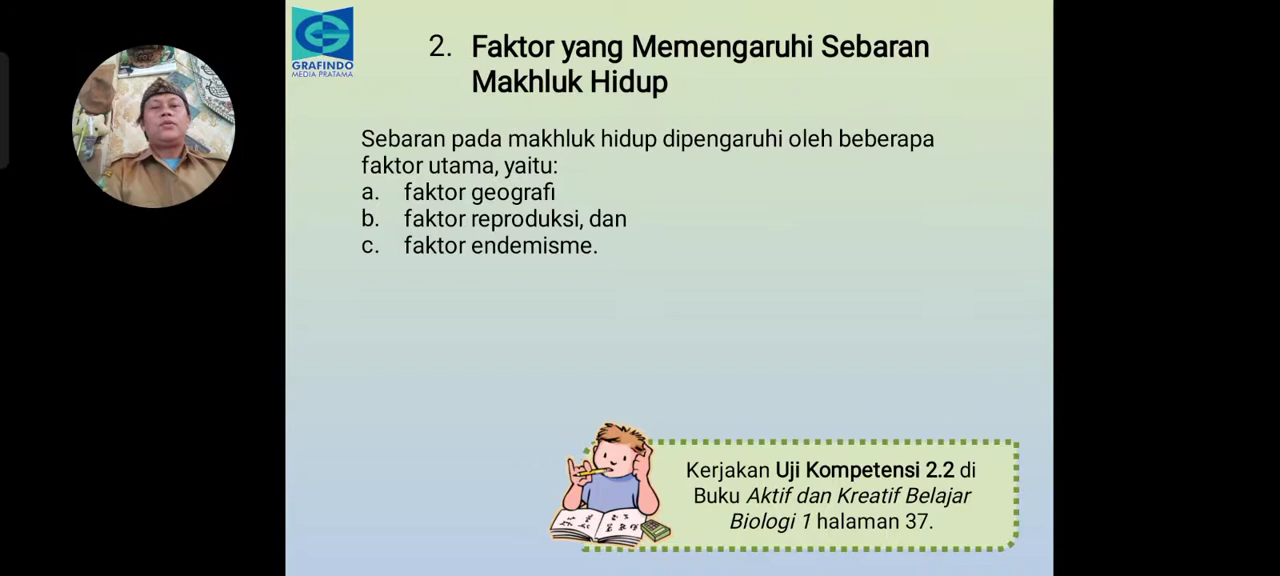 GRAFINDO
MEDIA PRATAMA
2. Faktor yang Memengaruhi Sebaran
Makhluk Hidup
Sebaran pada makhluk hidup dipengaruhi oleh beberapa
faktor utama, yaitu:
a. faktor geografi
b. faktor reproduksi, dan
c. faktor endemisme.
Kerjakan Uji Kompetensi 2.2 di
Buku Aktif dan Kreatif Belajar
Biologi 1 halaman 37.